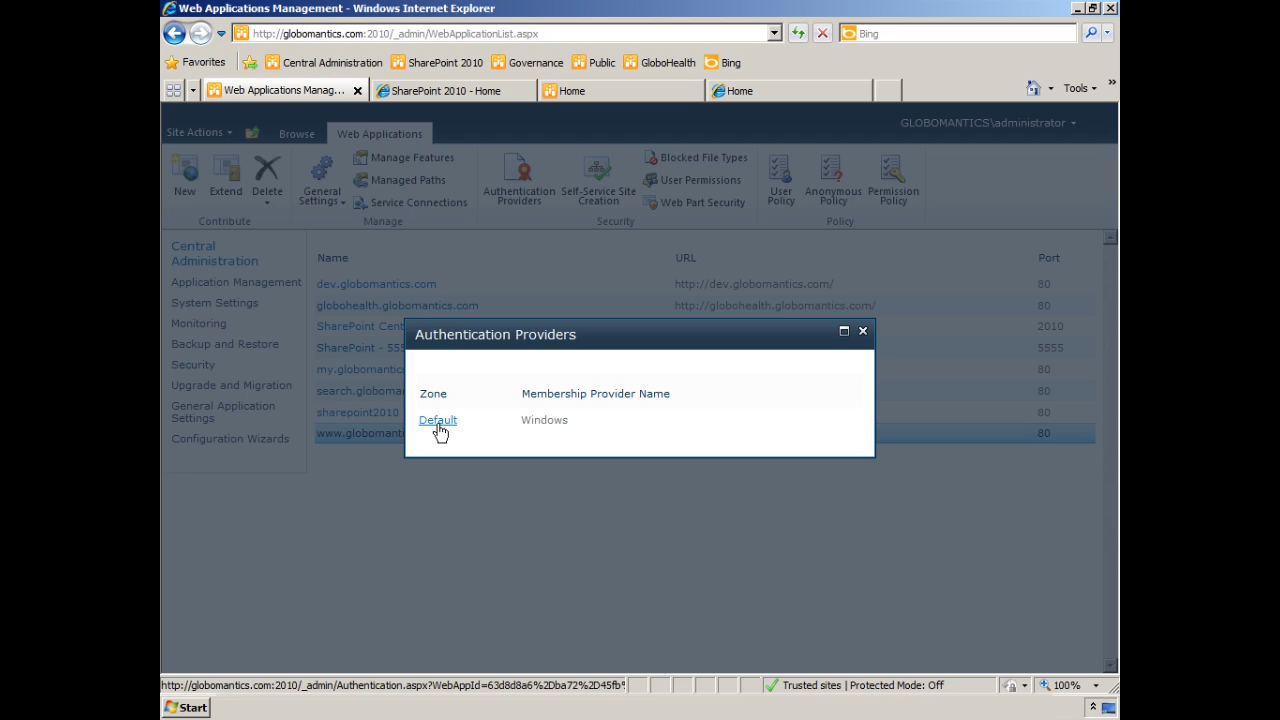 Web Applications Management - Windows Internet Explorer
http://globomantics.com:2010/_admin/WebApplicationList.aspx
Bing
Favorites
Central Administration
SharePoint 2010
Governance
Public
GloboHealth
Bing
Web Applications Manag...
SharePoint 2010 - Home
Home
Home
Tools
Site Actions
Browse
Web Applications
GLOBOMANTICS\administrator
New
Extend
Delete
General Settings
Manage Features
Managed Paths
Service Connections
Authentication Providers
Self-Service Site Creation
Blocked File Types
User Permissions
Web Part Security
User Policy
Anonymous Policy
Permission Policy
Contribute
Manage
Security
Policy
Central Administration
Application Management
System Settings
Monitoring
Backup and Restore
Security
Upgrade and Migration
General Application Settings
Configuration Wizards
Name
URL
Port
dev.globomantics.com
http://dev.globomantics.com/
80
globohealth.globomantics.com
http://globohealth.globomantics.com/
80
SharePoint Cent
2010
SharePoint - 555
5555
my.globomantics
80
search.globoma
80
sharepoint2010
80
www.globomanti
80
Authentication Providers
Zone
Membership Provider Name
Default
Windows
http://globomantics.com:2010/_admin/Authentication.aspx?WebAppId=63d8d8a6%2Dba72%2D45fb%
Trusted sites | Protected Mode: Off
100%
Start